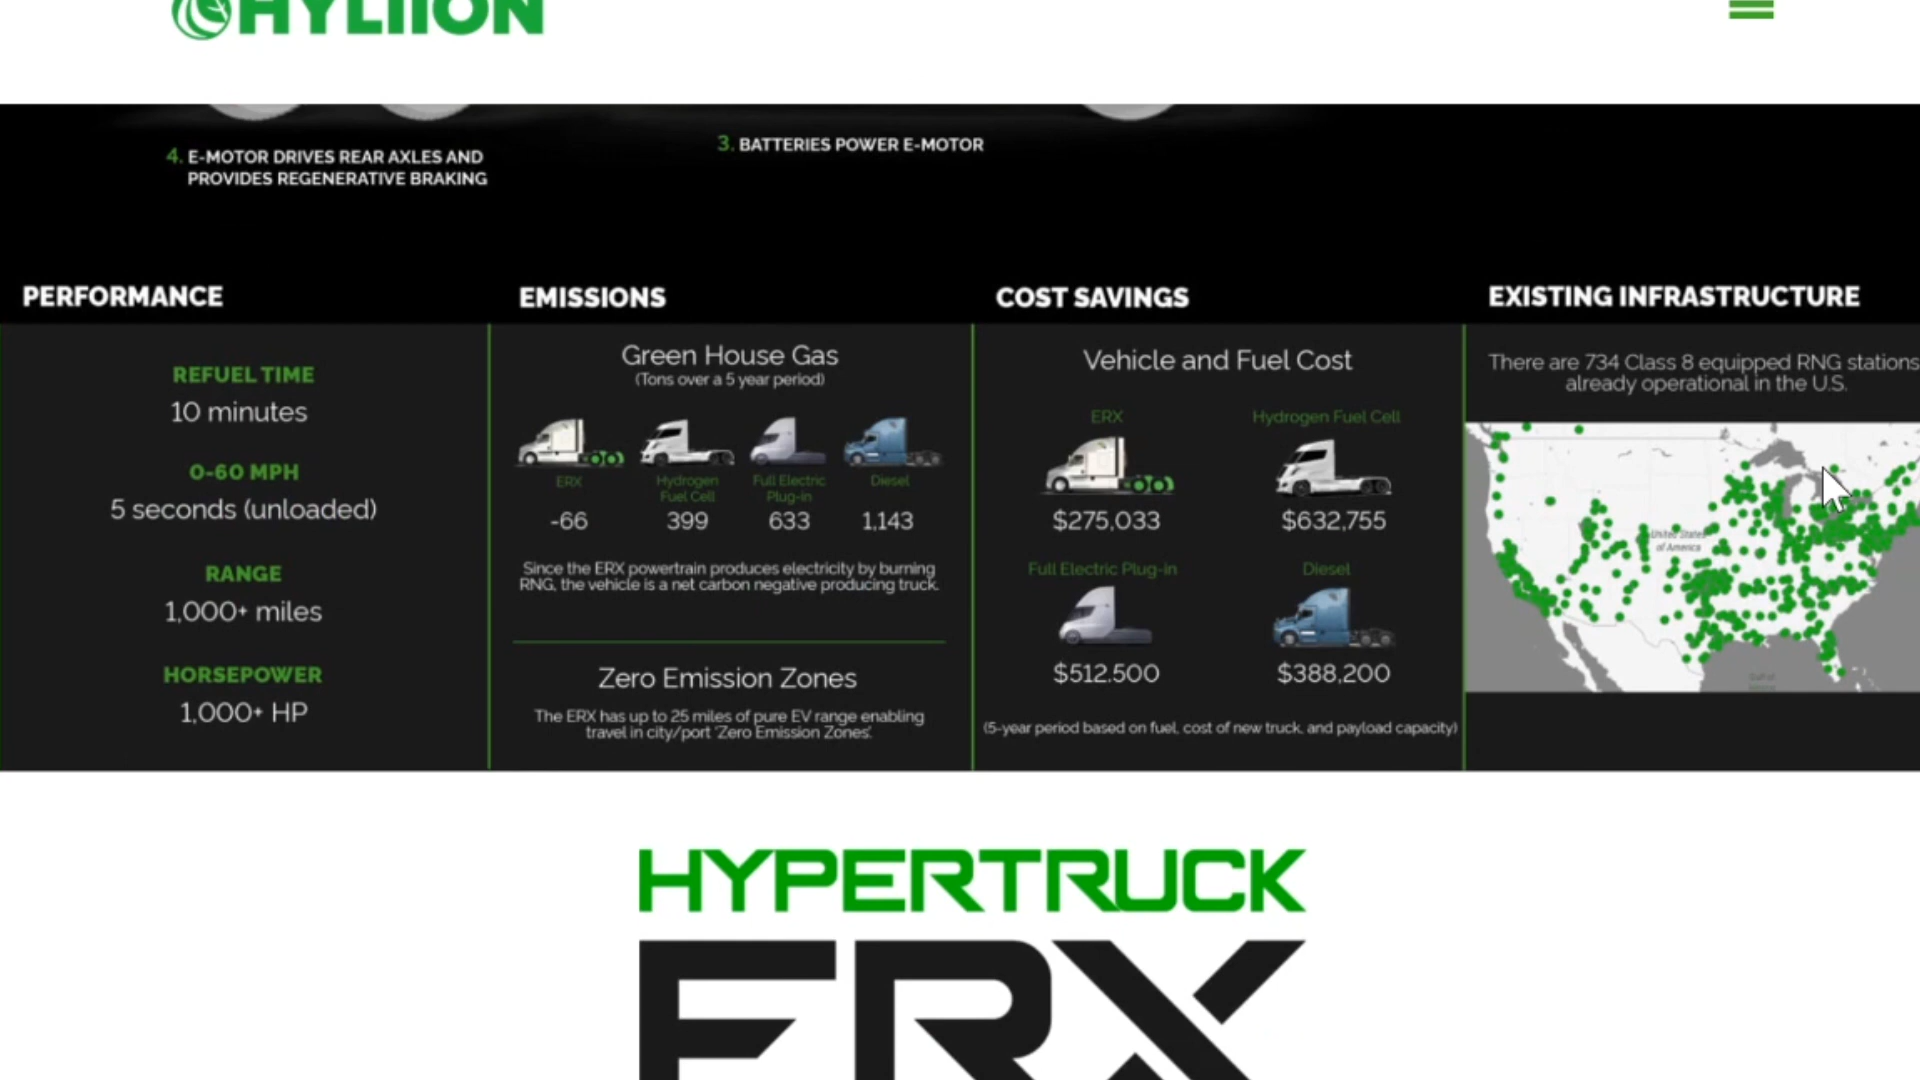 HYLIION
4. E-MOTOR DRIVES REAR AXLES AND
PROVIDES REGENERATIVE BRAKING
3. BATTERIES POWER E-MOTOR
PERFORMANCE
REFUEL TIME
10 minutes
0-60 MPH
5 seconds (unloaded)
RANGE
1,000+ miles
HORSEPOWER
1,000+ HP
EMISSIONS
Green House Gas
(Tons over a 5 year period)
ERX
Hydrogen
Fuel Cell
Full Electric
Plug-in
Diesel
-66
399
633
1,143
Since the ERX powertrain produces electricity by burning
RNG, the vehicle is a net carbon negative producing truck.
Zero Emission Zones
The ERX has up to 25 miles of pure EV range enabling
travel in city/port 'Zero Emission Zones'.
COST SAVINGS
Vehicle and Fuel Cost
ERX
Hydrogen Fuel Cell
$275,033
$632,755
Full Electric Plug-in
Diesel
$512.500
$388,200
(5-year period based on fuel, cost of new truck, and payload capacity)
EXISTING INFRASTRUCTURE
There are 734 Class 8 equipped RNG stations
already operational in the U.S.
United States
of America
HYPERTRUCK
ERX